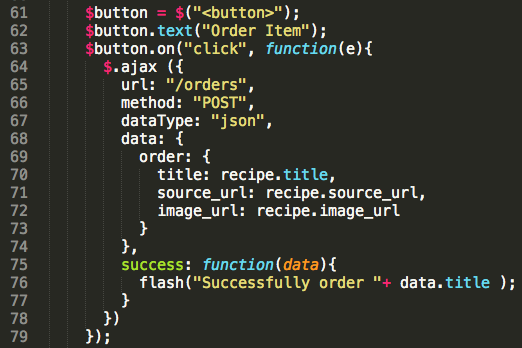 61 $button = $("<button>");
62 $button.text("Order Item");
63 $button.on("click", function(e){
64 $.ajax ({
65 url: "/orders",
66 method: "POST",
67 dataType: "json",
68 data: {
69 order: {
70 title: recipe.title,
71 source_url: recipe.source_url,
72 image_url: recipe.image_url
73 }
74 },
75 success: function(data){
76 flash("Successfully order "+ data.title );
77 }
78 })
79 });